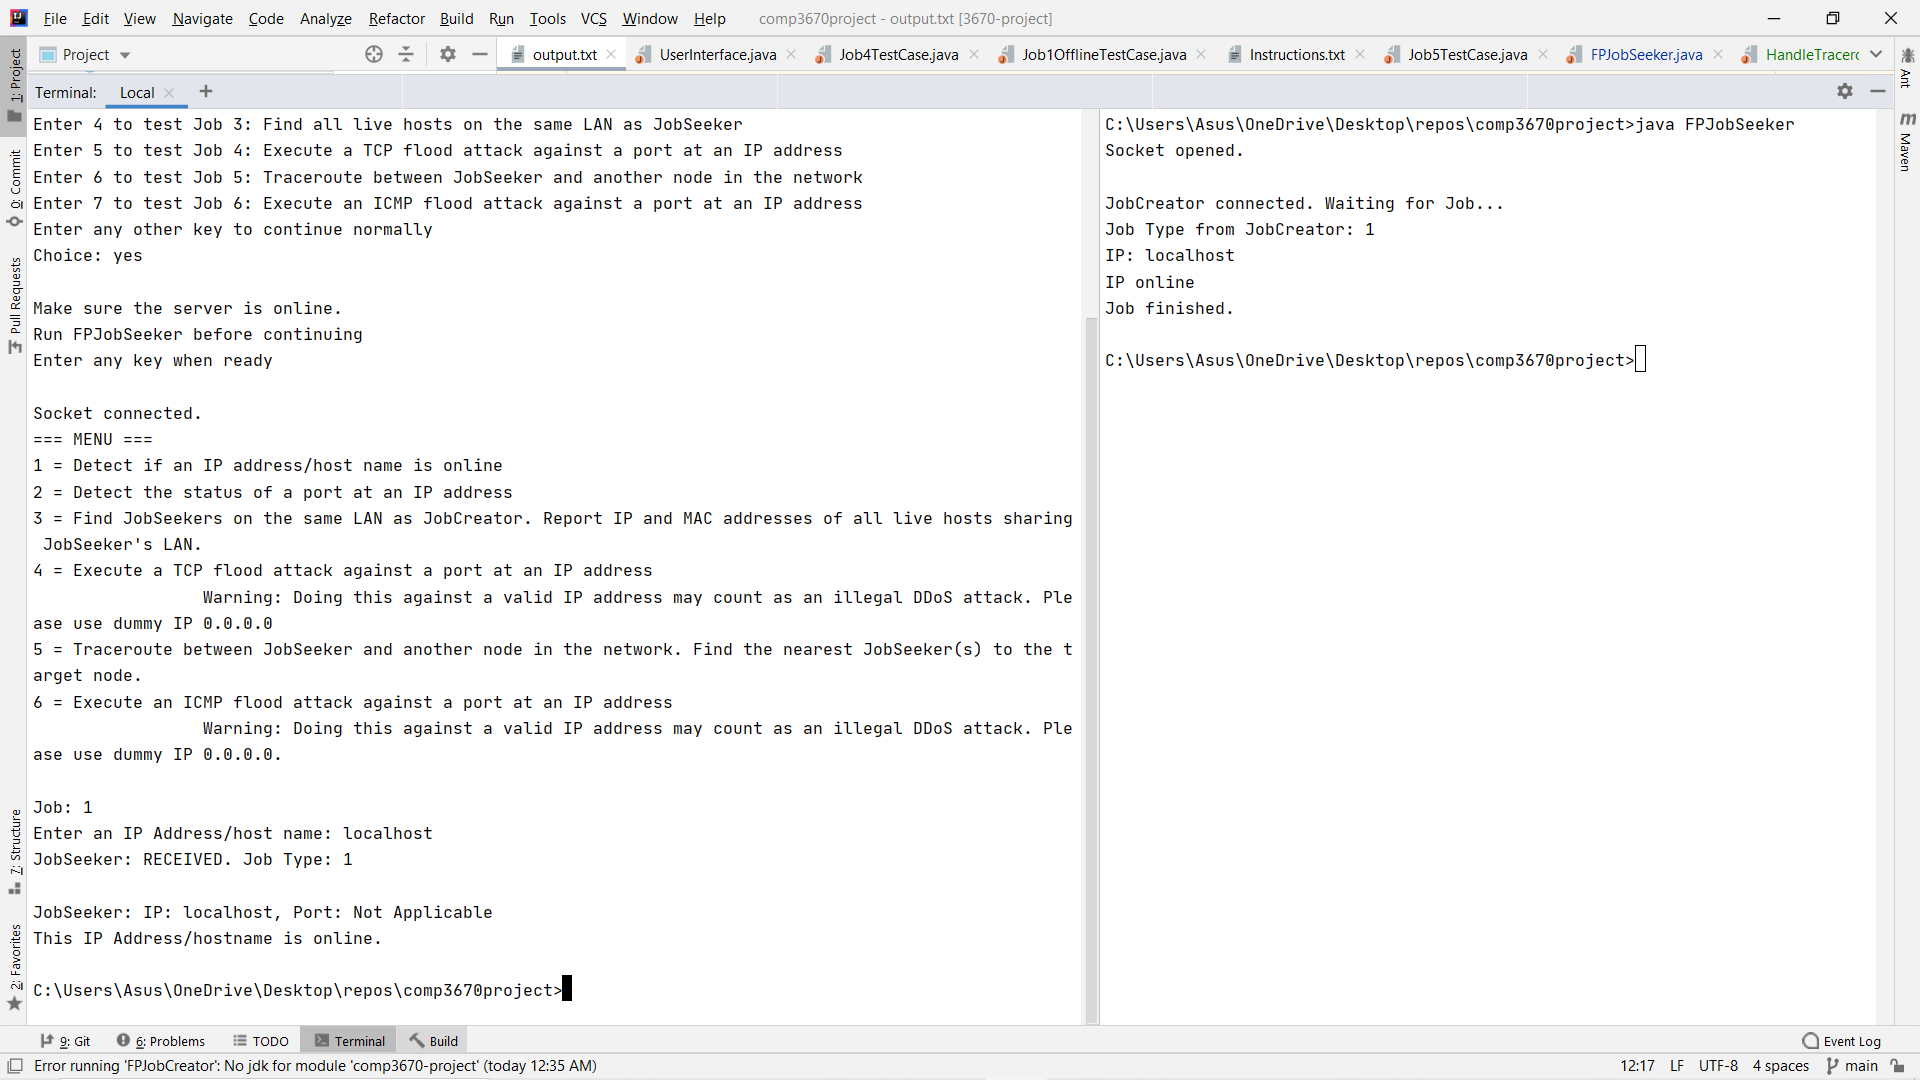 File Edit View Navigate Code Analyze Refactor Build Run Tools VCS Window Help comp3670project - output.txt [3670-project]
Project output.txt UserInterface.java Job4TestCase.java Job1OfflineTestCase.java Instructions.txt Job5TestCase.java FPJobSeeker.java HandleTracerc
Terminal: Local +
1: Project
0: Commit
Pull Requests
7: Structure
2: Favorites
Enter 4 to test Job 3: Find all live hosts on the same LAN as JobSeeker
Enter 5 to test Job 4: Execute a TCP flood attack against a port at an IP address
Enter 6 to test Job 5: Traceroute between JobSeeker and another node in the network
Enter 7 to test Job 6: Execute an ICMP flood attack against a port at an IP address
Enter any other key to continue normally
Choice: yes
Make sure the server is online.
Run FPJobSeeker before continuing
Enter any key when ready
Socket connected.
=== MENU ===
1 = Detect if an IP address/host name is online
2 = Detect the status of a port at an IP address
3 = Find JobSeekers on the same LAN as JobCreator. Report IP and MAC addresses of all live hosts sharing
JobSeeker's LAN.
4 = Execute a TCP flood attack against a port at an IP address
Warning: Doing this against a valid IP address may count as an illegal DDoS attack. Ple
ase use dummy IP 0.0.0.0
5 = Traceroute between JobSeeker and another node in the network. Find the nearest JobSeeker(s) to the t
arget node.
6 = Execute an ICMP flood attack against a port at an IP address
Warning: Doing this against a valid IP address may count as an illegal DDoS attack. Ple
ase use dummy IP 0.0.0.0.
Job: 1
Enter an IP Address/host name: localhost
JobSeeker: RECEIVED. Job Type: 1
JobSeeker: IP: localhost, Port: Not Applicable
This IP Address/hostname is online.
C:\Users\Asus\OneDrive\Desktop\repos\comp3670project>
C:\Users\Asus\OneDrive\Desktop\repos\comp3670project>java FPJobSeeker
Socket opened.
JobCreator connected. Waiting for Job...
Job Type from JobCreator: 1
IP: localhost
IP online
Job finished.
C:\Users\Asus\OneDrive\Desktop\repos\comp3670project>
Ant
m Maven
9: Git 6: Problems TODO Terminal Build Event Log
Error running 'FPJobCreator': No jdk for module 'comp3670-project' (today 12:35 AM) 12:17 LF UTF-8 4 spaces main